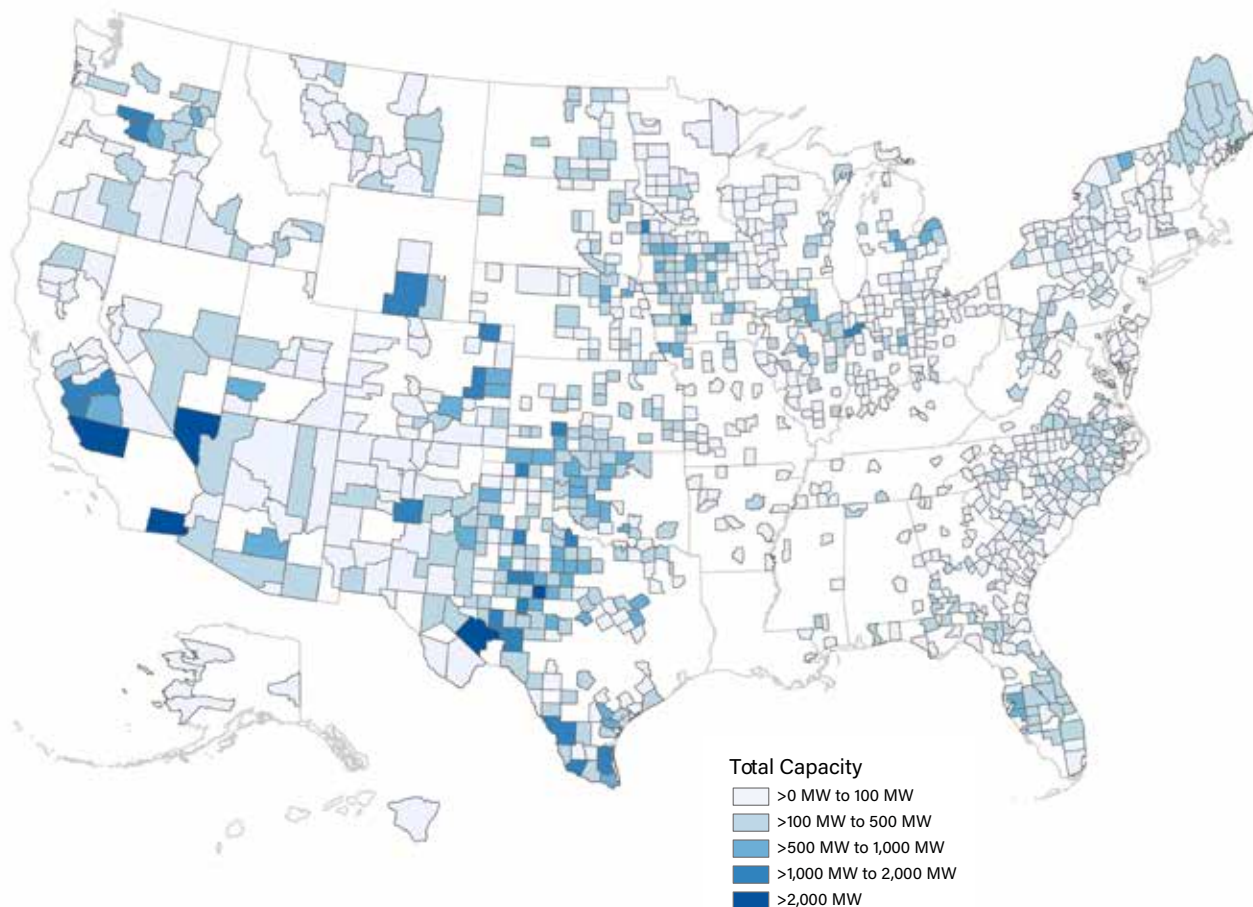 Total Capacity
>0 MW to 100 MW
>100 MW to 500 MW
>500 MW to 1,000 MW
>1,000 MW to 2,000 MW
>2,000 MW